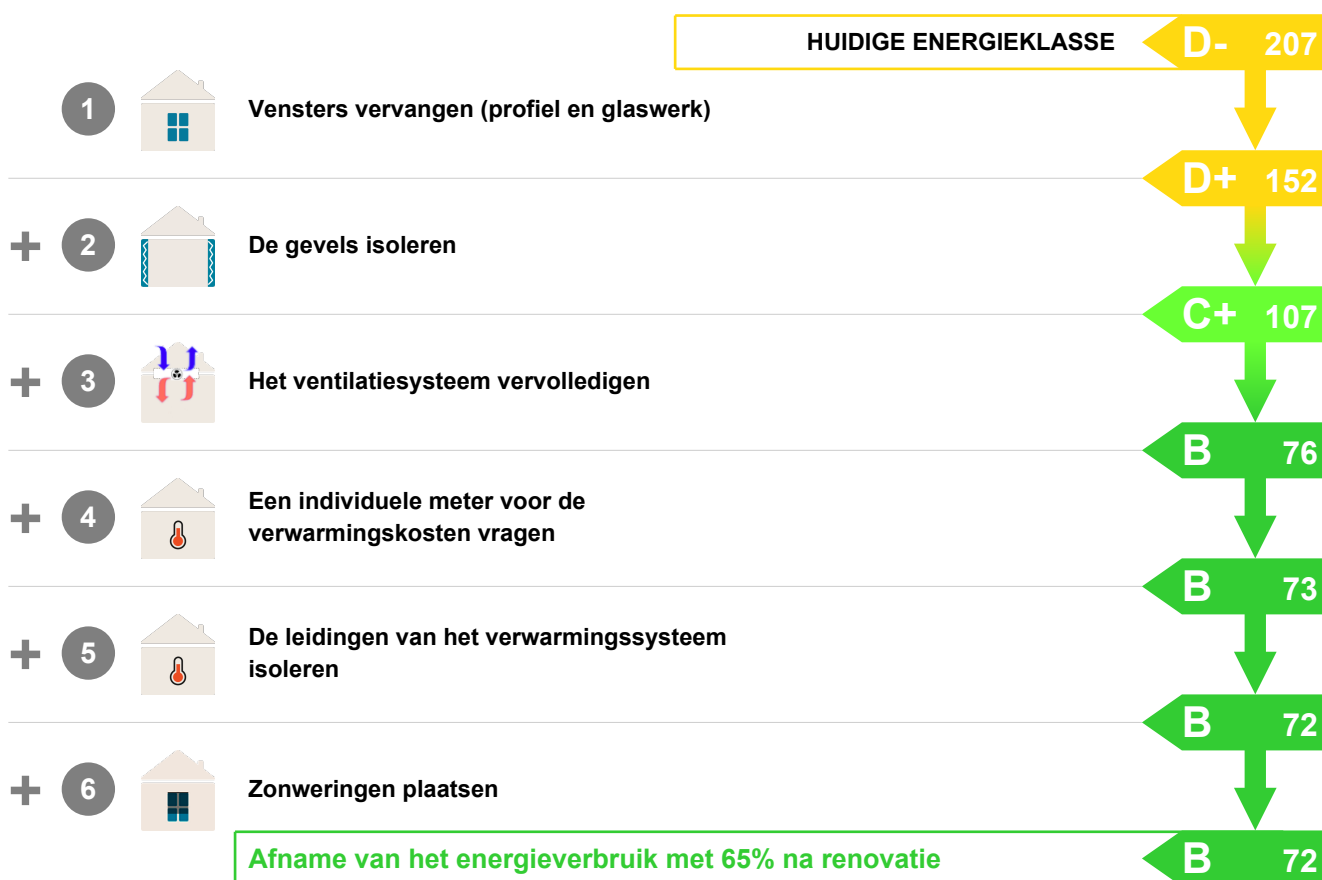 HUIDIGE ENERGIEKLASSE D- 207
1 Vensters vervangen (profiel en glaswerk)
D+ 152
+ 2 De gevels isoleren
C+ 107
+ 3 Het ventilatiesysteem vervolledigen
B 76
+ 4 Een individuele meter voor de
verwarmingskosten vragen
B 73
+ 5 De leidingen van het verwarmingssysteem
isoleren
B 72
+ 6 Zonweringen plaatsen
Afname van het energieverbruik met 65% na renovatie B 72